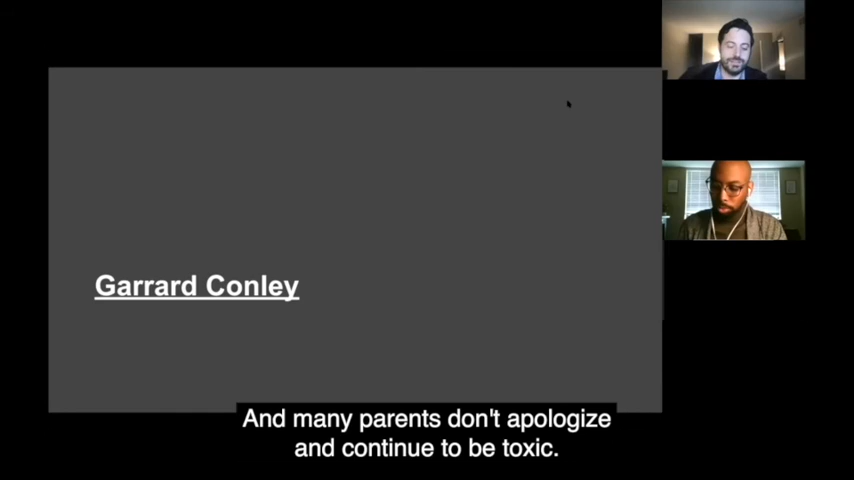 Garrard Conley
And many parents don't apologize
and continue to be toxic.